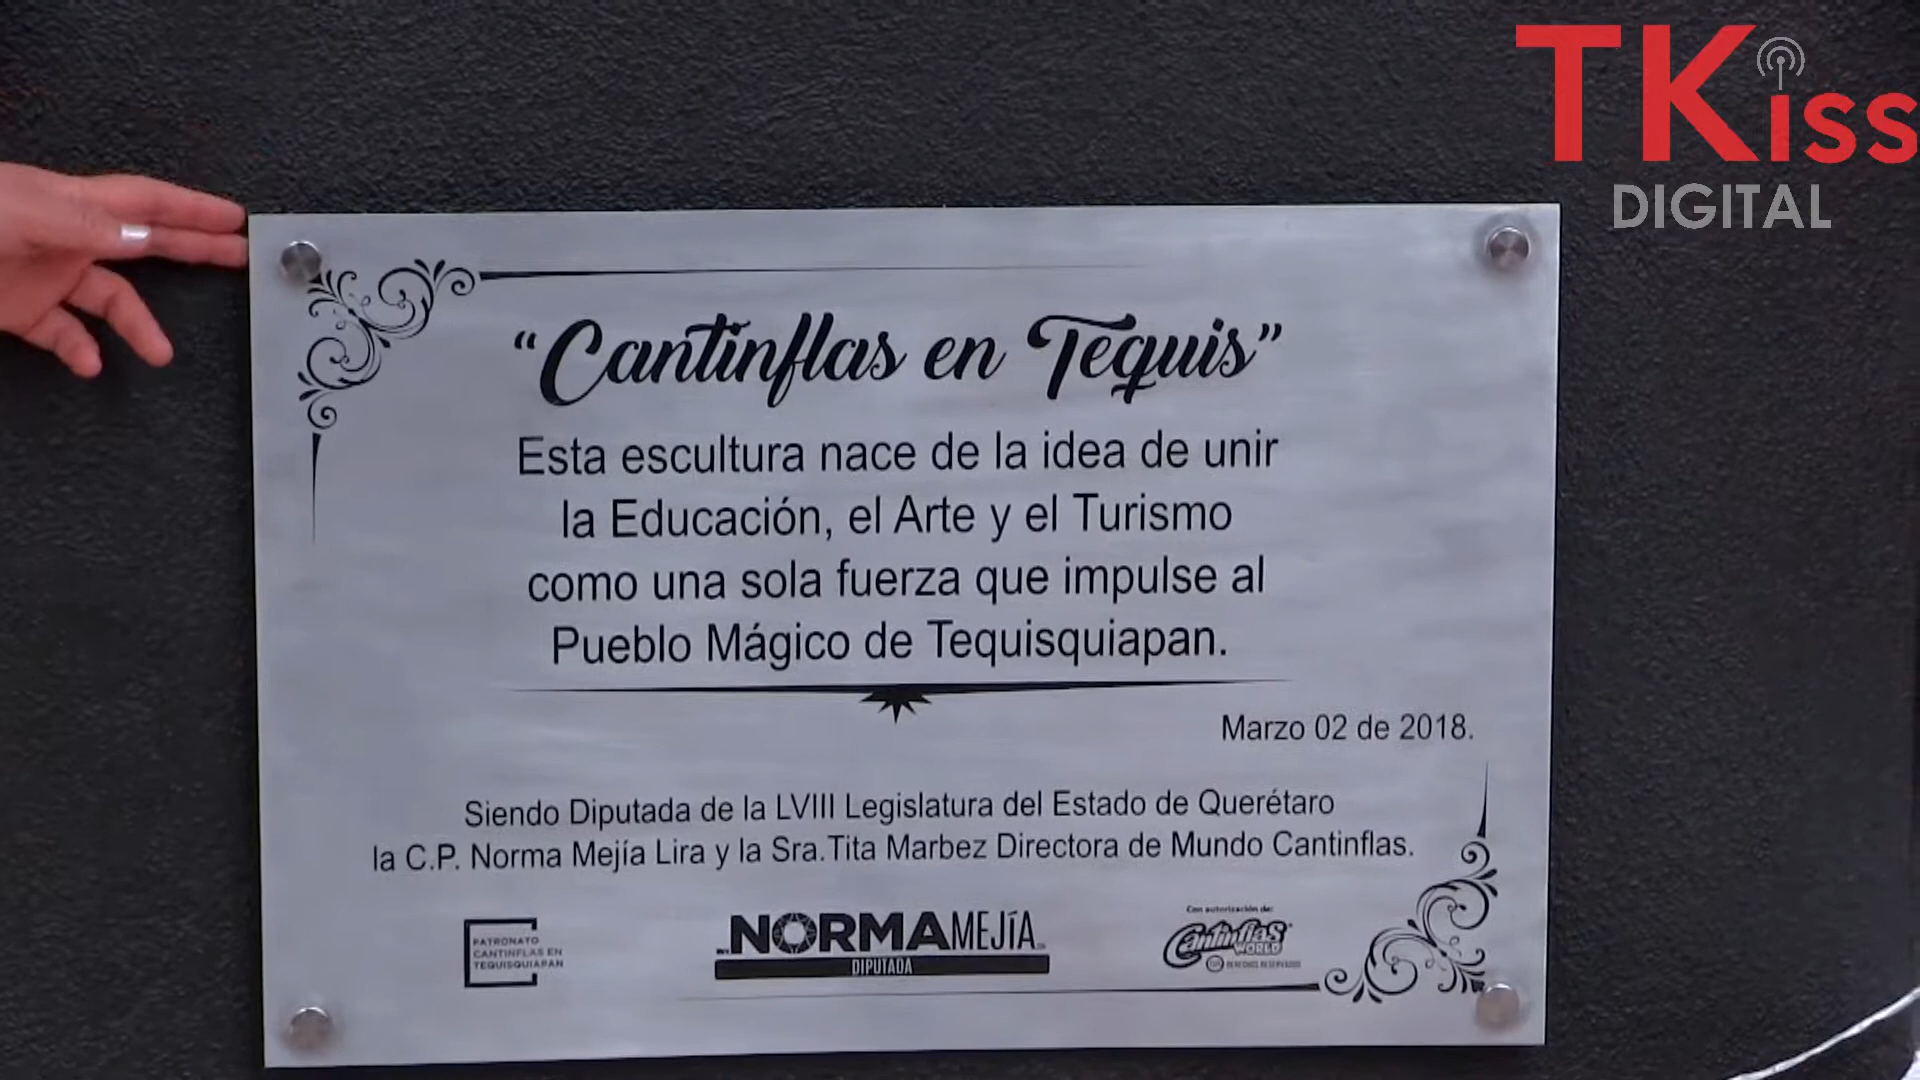 TKiss
DIGITAL
“Cantinflas en Tequis”
Esta escultura nace de la idea de unir
la Educación, el Arte y el Turismo
como una sola fuerza que impulse al
Pueblo Mágico de Tequisquiapan.
Marzo 02 de 2018.
Siendo Diputada de la LVIII Legislatura del Estado de Querétaro
la C.P. Norma Mejía Lira y la Sra.Tita Marbez Directora de Mundo Cantinflas.
PATRONATO
CANTINFLAS EN
TEQUISQUIAPAN
NORMAMEJÍA
DIPUTADA
Con autorización de:
Cantinflas
WORLD
DERECHOS RESERVADOS